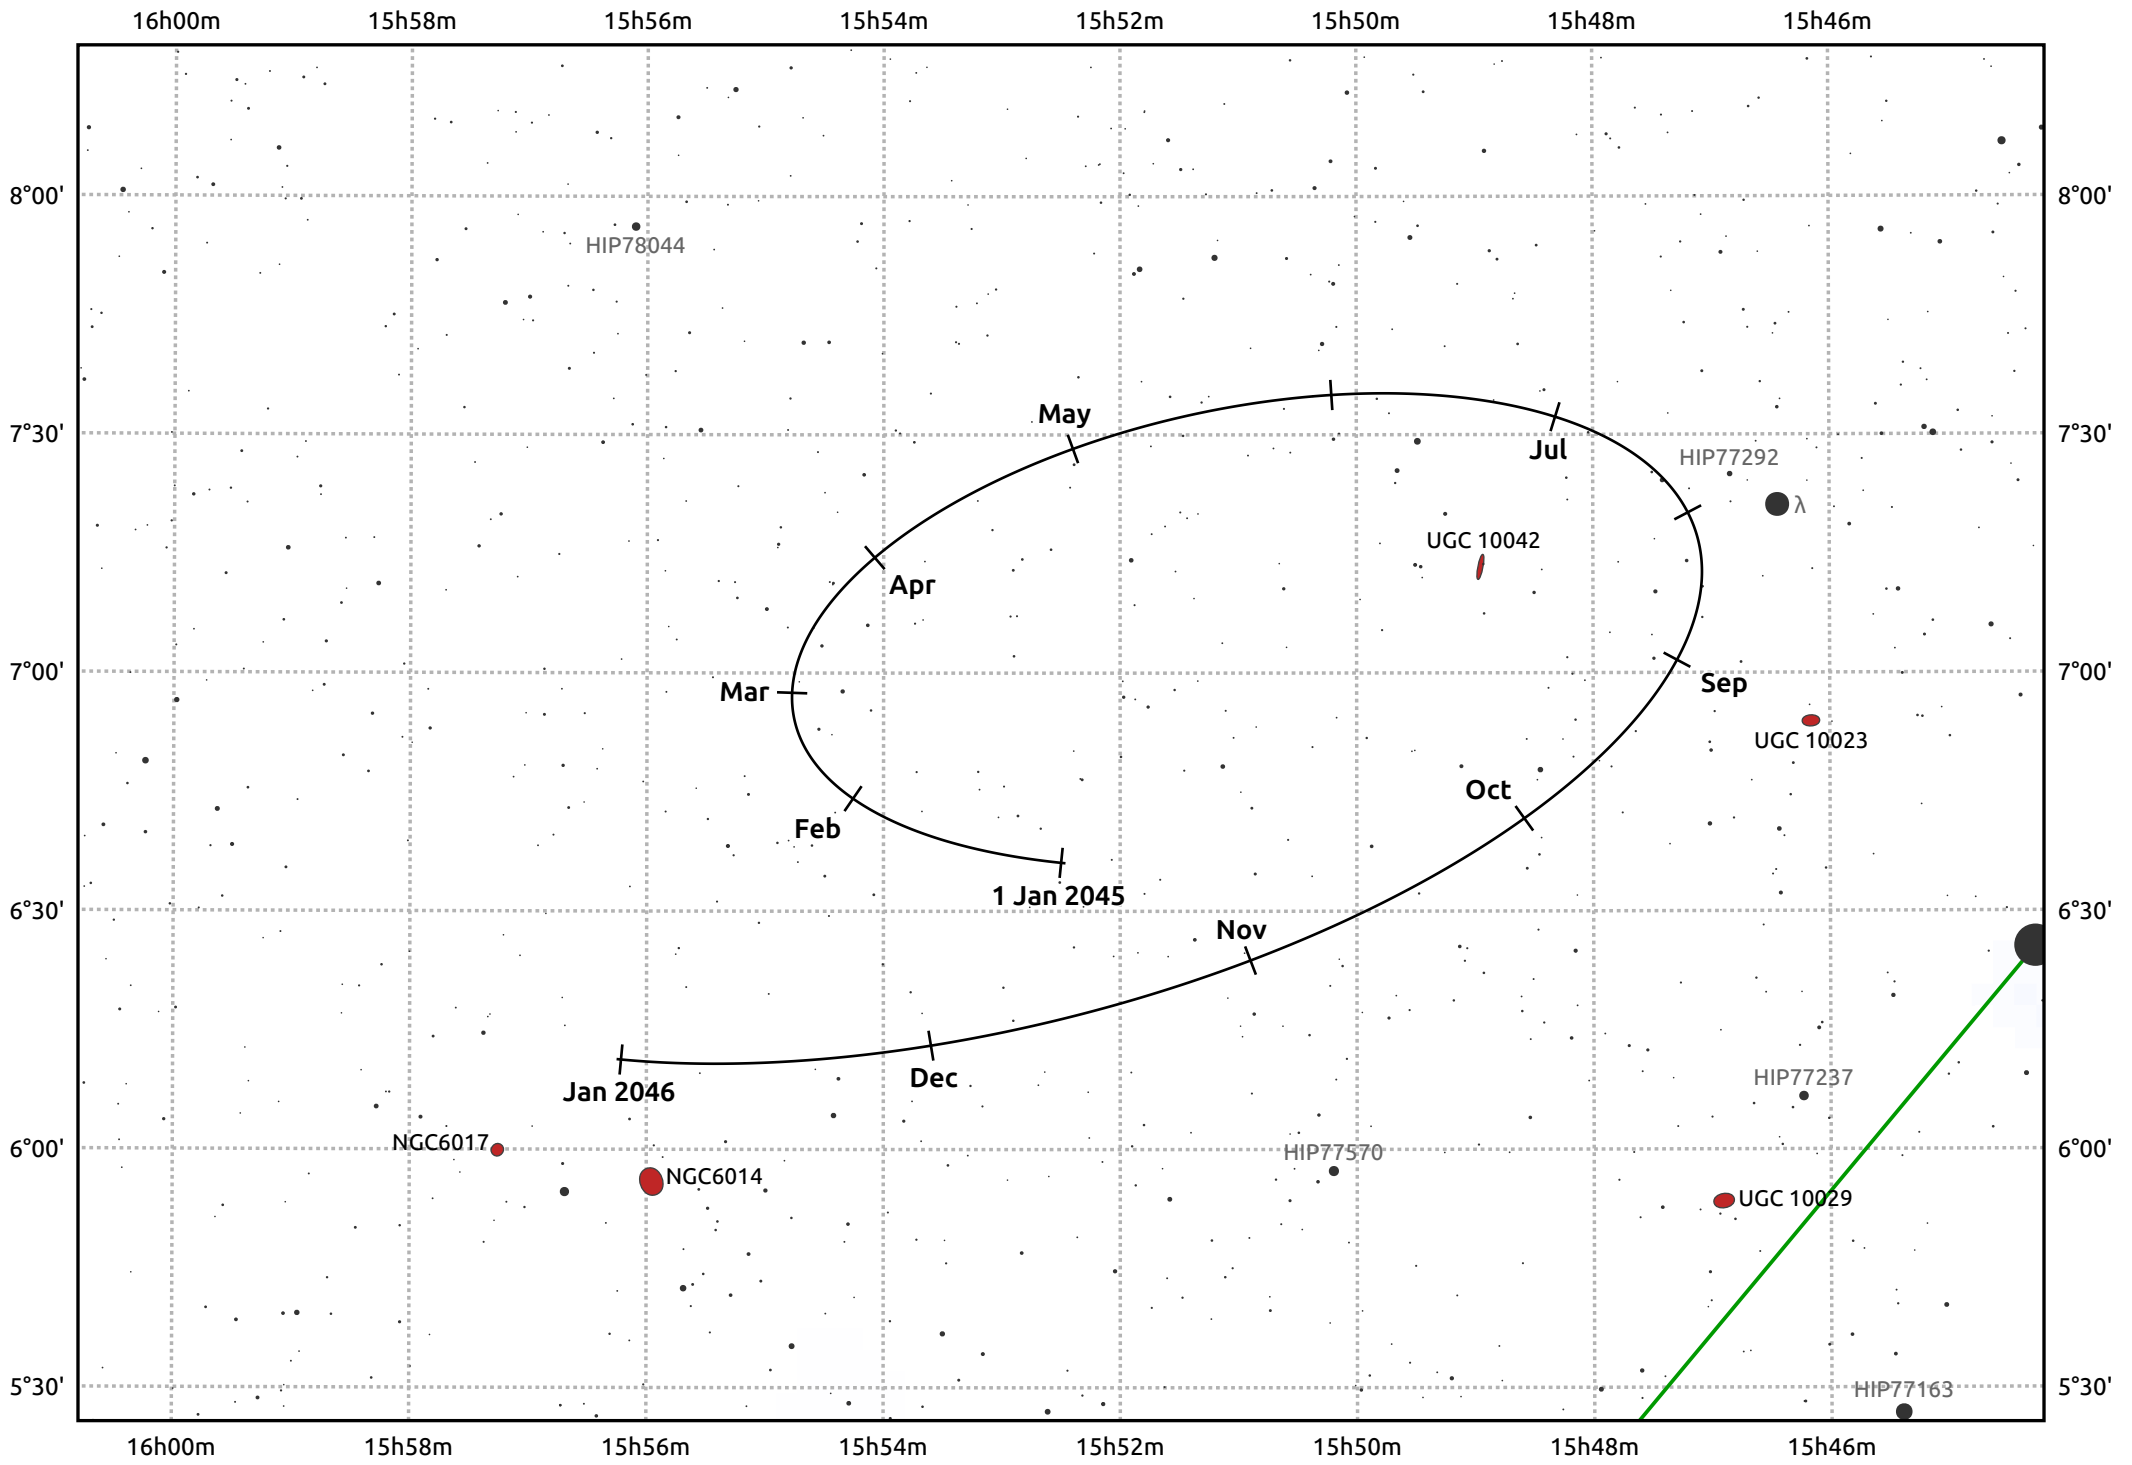 16h00m 15h58m 15h56m 15h54m 15h52m 15h50m 15h48m 15h46m
8°00' 8°00'
HIP78044
May
7°30' 7°30'
Jul
HIP77292
λ
UGC 10042
Apr
7°00' 7°00'
Mar
Sep
UGC 10023
Oct
Feb
1 Jan 2045
6°30' 6°30'
Nov
Dec
HIP77237
Jan 2046
NGC6017
6°00' 6°00'
HIP77570
NGC6014
UGC 10029
5°30' 5°30'
HIP77163
16h00m 15h58m 15h56m 15h54m 15h52m 15h50m 15h48m 15h46m